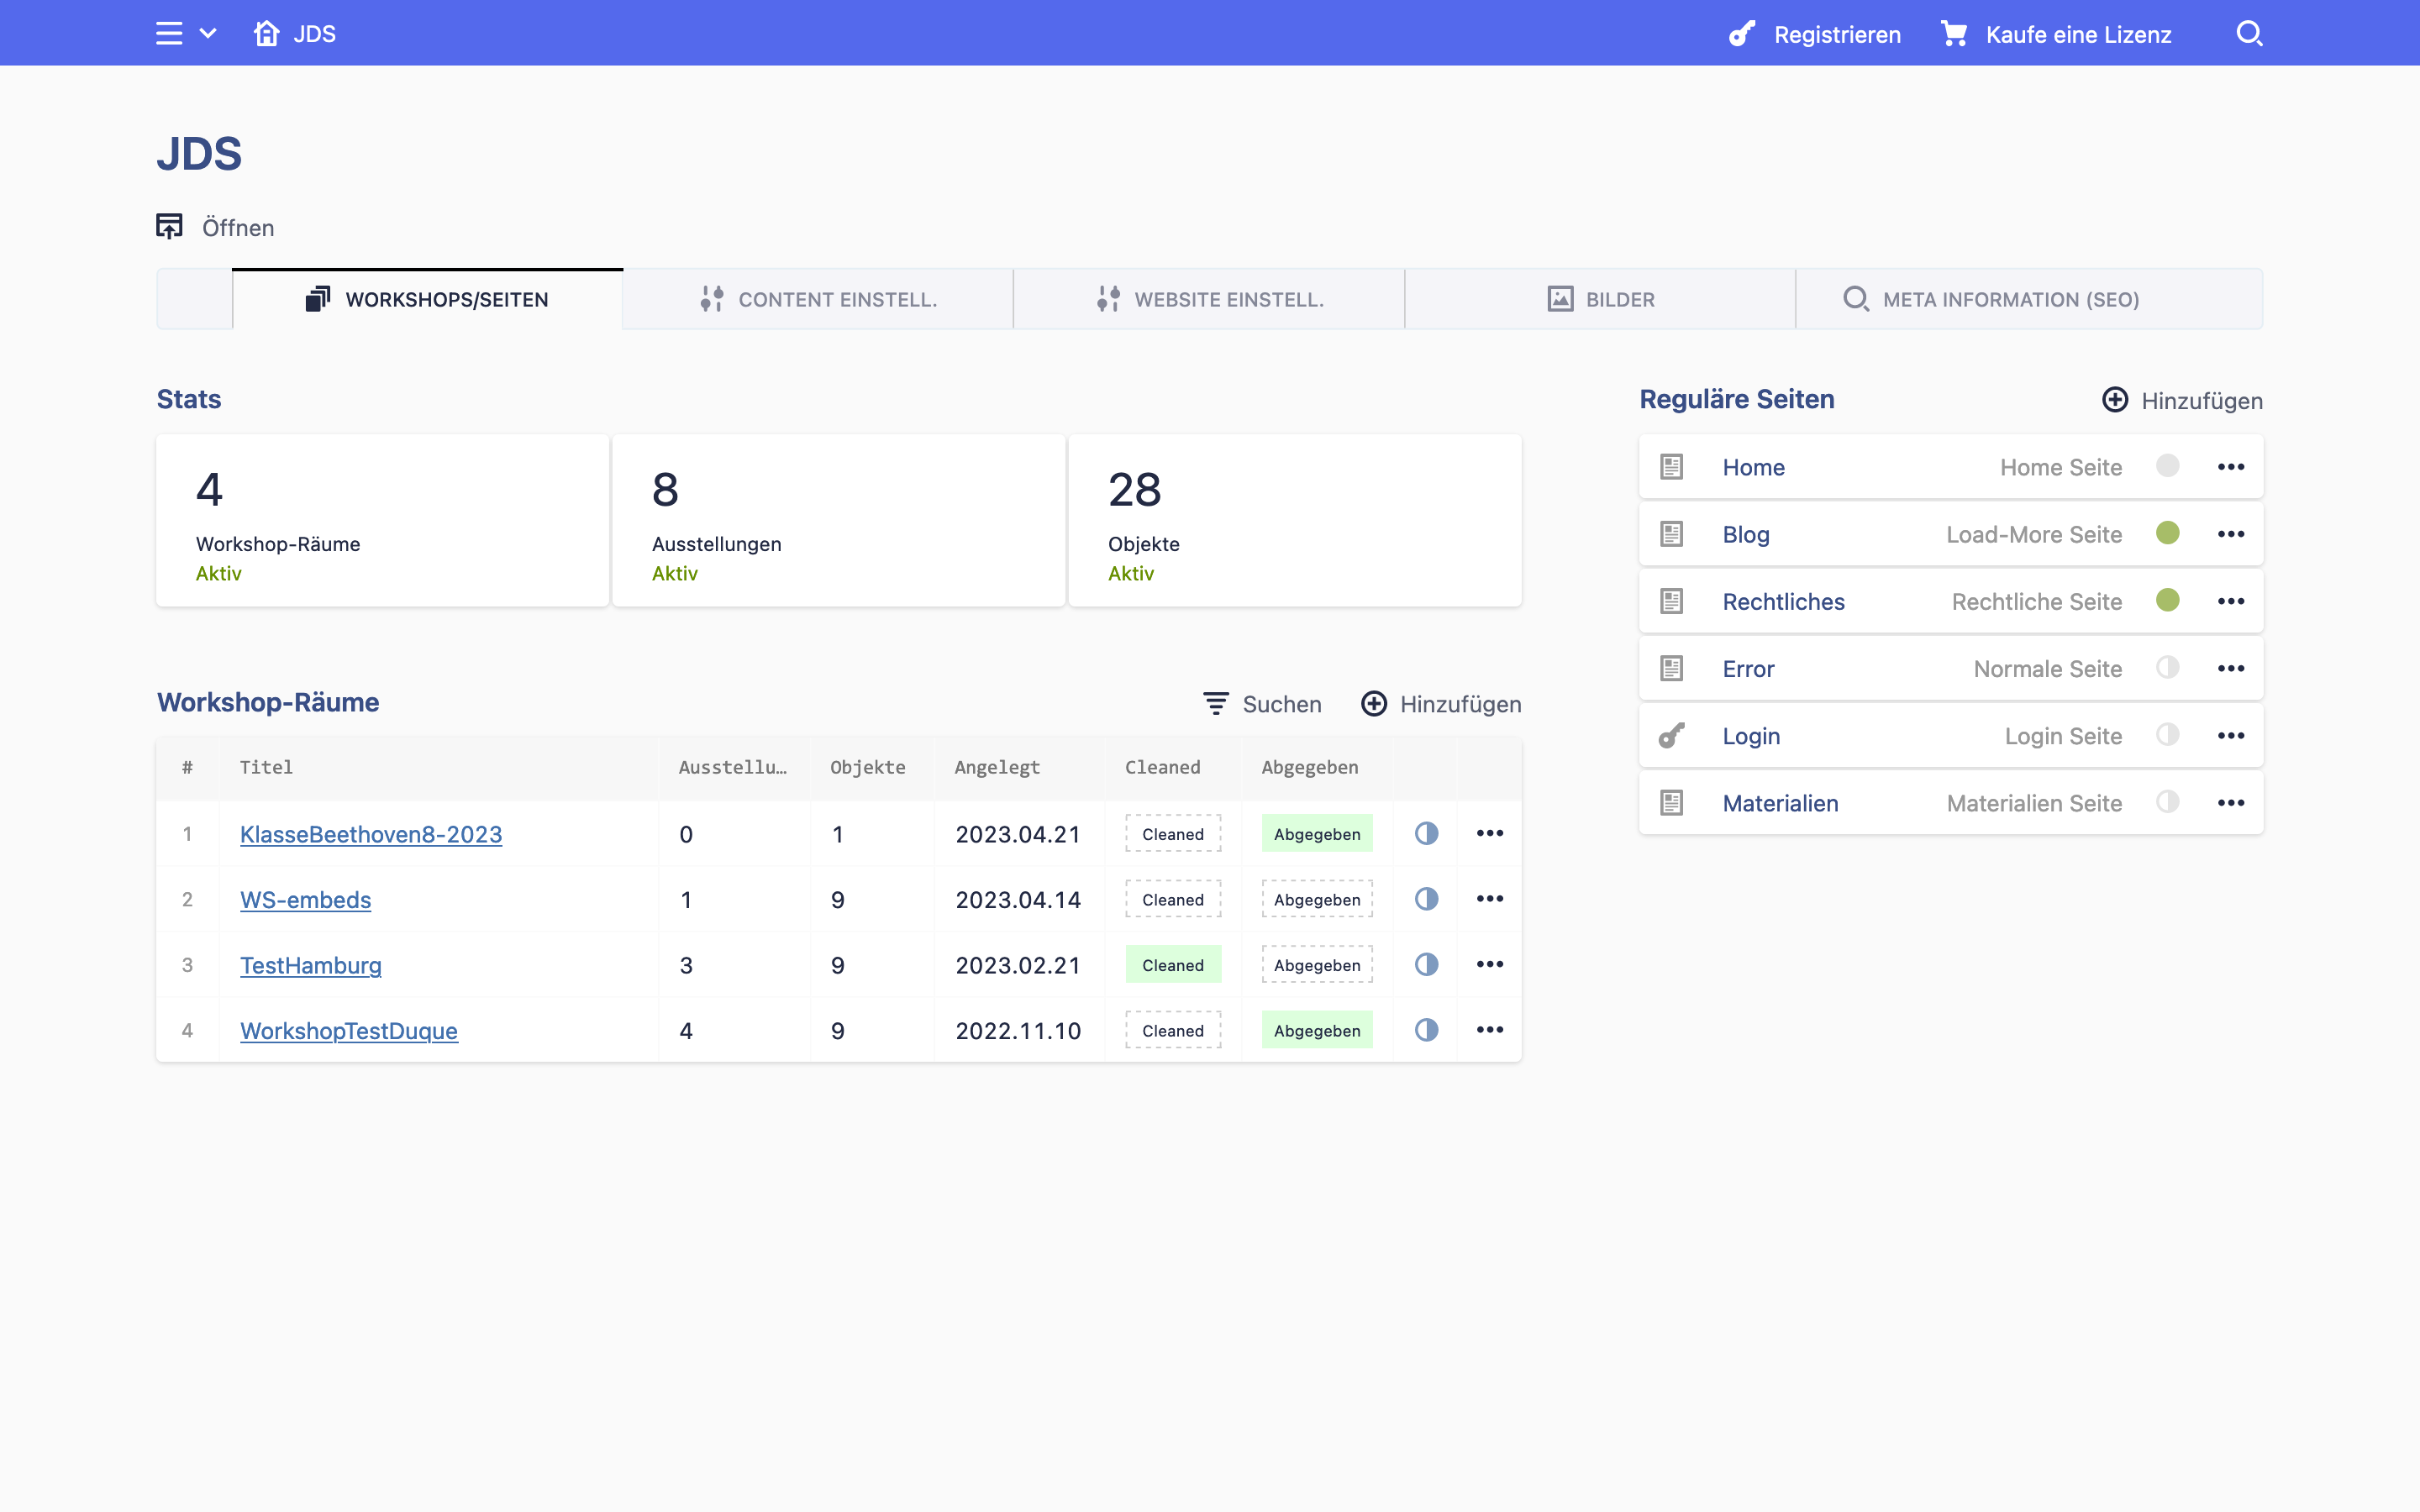 JDS
Registrieren
Kaufe eine Lizenz
JDS
Öffnen
WORKSHOPS/SEITEN
CONTENT EINSTELL.
WEBSITE EINSTELL.
BILDER
META INFORMATION (SEO)
Stats
4
Workshop-Räume
Aktiv
8
Ausstellungen
Aktiv
28
Objekte
Aktiv
Workshop-Räume
Suchen
Hinzufügen
# Titel Ausstellu… Objekte Angelegt Cleaned Abgegeben
1 KlasseBeethoven8-2023 0 1 2023.04.21 Cleaned Abgegeben
2 WS-embeds 1 9 2023.04.14 Cleaned Abgegeben
3 TestHamburg 3 9 2023.02.21 Cleaned Abgegeben
4 WorkshopTestDuque 4 9 2022.11.10 Cleaned Abgegeben
Reguläre Seiten
Hinzufügen
Home Home Seite
Blog Load-More Seite
Rechtliches Rechtliche Seite
Error Normale Seite
Login Login Seite
Materialien Materialien Seite